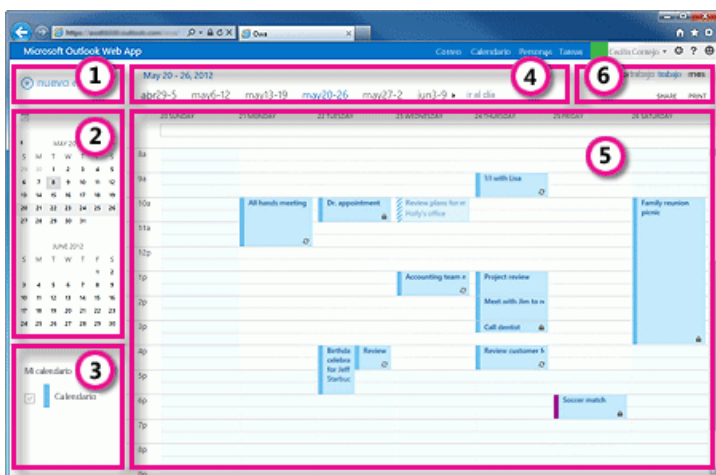 Owa
Microsoft Outlook Web App
Correo Calendario Personas Tareas
1
nuevo
May 20 - 26, 2012
4
6
trabajo mes
abr29-5 may6-12 may13-19 may20-26 may27-2 jun3-9 ir al día
SHARE PRINT
20 SUNDAY 21 MONDAY 22 TUESDAY 23 WEDNESDAY 24 THURSDAY 25 FRIDAY 26 SATURDAY
2
MAY
S M T W T F S
29 30 1 2 3 4 5
6 7 8 9 10 11 12
13 14 15 16 17 18 19
20 21 22 23 24 25 26
27 28 29 30 31
JUNE 2012
S M T W T F S
1 2
3 4 5 6 7 8 9
10 11 12 13 14 15 16
17 18 19 20 21 22 23
24 25 26 27 28 29 30
5
8a
9a
1:1 with Lisa
10a
All hands meeting
Dr. appointment
Review plans for
Holly's office
Family reunion
picnic
11a
12p
1p
Accounting team
Project review
2p
Meet with Jim to
3p
Call dentist
4p
Birthda
celebra
for Jeff
Starbuc
Review
Review customer
5p
6p
Soccer match
7p
8p
3
Mi calendario
Calendario